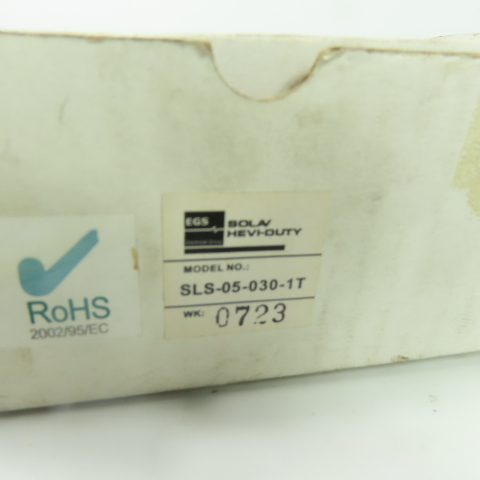 EGS
SOLA/
HEVI-DUTY
MODEL NO.:
SLS-05-030-1T
WK: 0723
RoHS
2002/95/EC